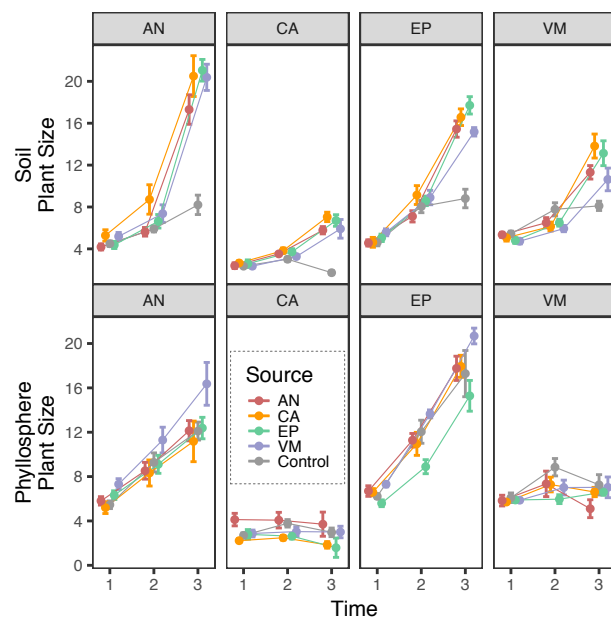 AN CA EP VM
Soil
Plant Size
20
16
12
8
4
AN CA EP VM
Phyllosphere
Plant Size
20
16
12
8
4
0
Source
AN
CA
EP
VM
Control
1 2 3 1 2 3 1 2 3 1 2 3
Time